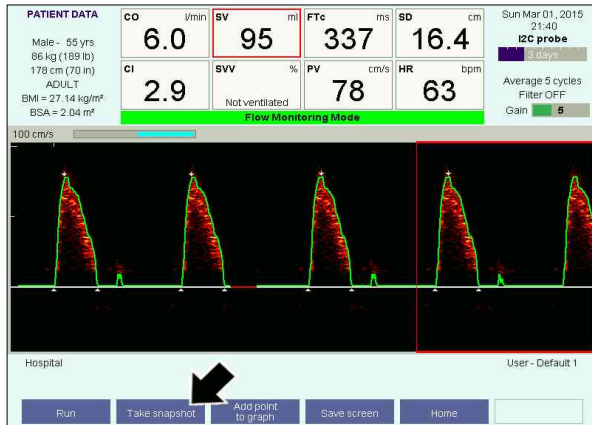 PATIENT DATA
Male - 55 yrs
86 kg (189 lb)
178 cm (70 in)
ADULT
BMI = 27.14 kg/m²
BSA = 2.04 m²
CO l/min
6.0
SV ml
95
FTc ms
337
SD cm
16.4
CI
2.9
SVV %
Not ventilated
PV cm/s
78
HR bpm
63
Flow Monitoring Mode
Sun Mar 01, 2015
21:40
I2C probe
3 days
Average 5 cycles
Filter OFF
Gain 5
100 cm/s
Hospital
User - Default 1
Run
Take snapshot
Add point
to graph
Save screen
Home